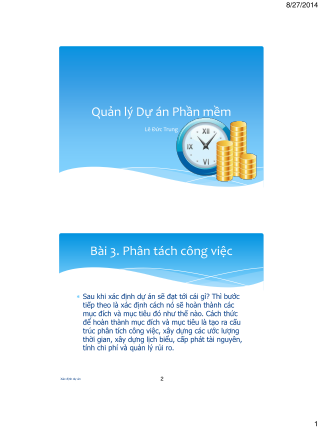 8/27/2014
Quản lý Dự án Phần mềm
Lê Đức Trung
XII
IX
VI
Bài 3. Phân tách công việc
Sau khi xác định dự án sẽ đạt tới cái gì? Thì bước
tiếp theo là xác định cách nó sẽ hoàn thành các
mục đích và mục tiêu đó như thế nào. Cách thức
để hoàn thành mục đích và mục tiêu là tạo ra cấu
trúc phân tích công việc, xây dựng các ước lượng
thời gian, xây dựng lịch biểu, cấp phát tài nguyên,
tính chi phí và quản lý rủi ro.
2
1